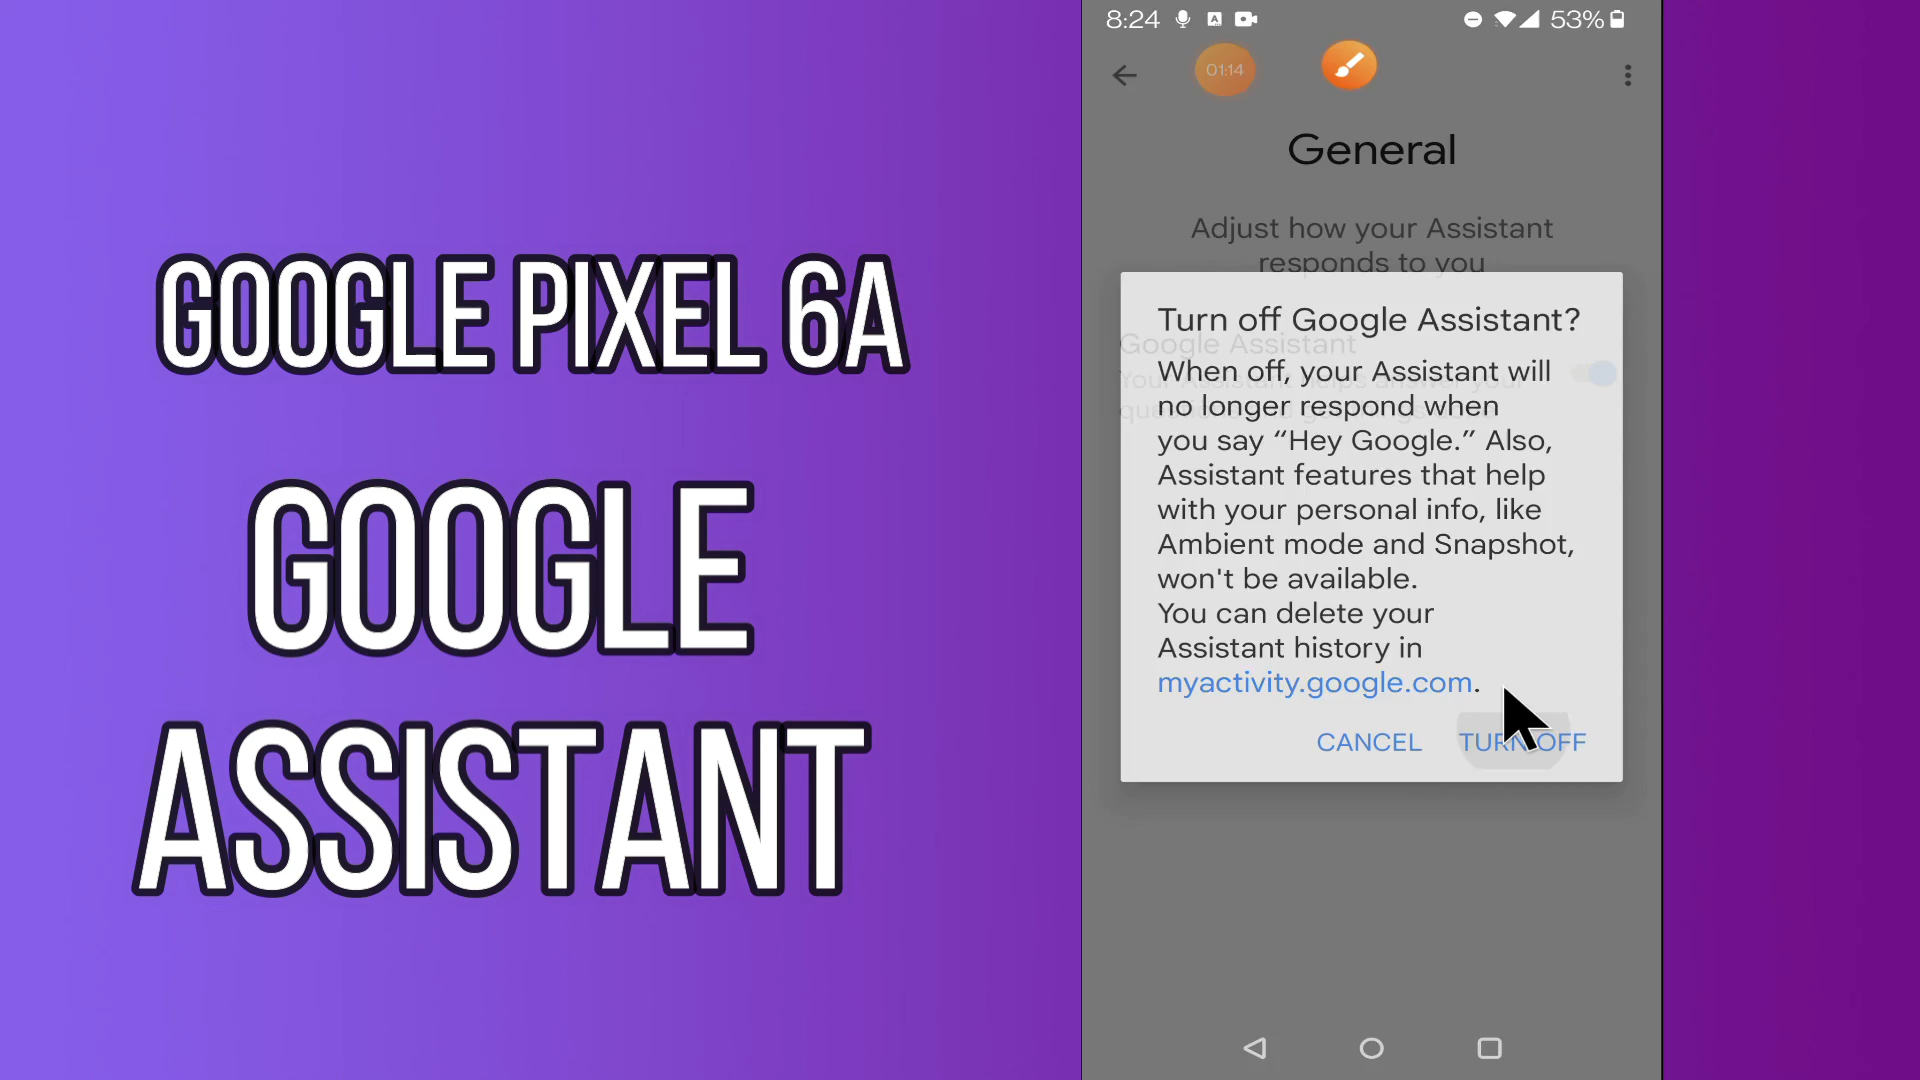 GOOGLE PIXEL 6A
GOOGLE
ASSISTANT
8:24
53%
01:14
General
Adjust how your Assistant
responds to you
Google Assistant
Turn off Google Assistant?
When off, your Assistant will
no longer respond when
you say “Hey Google.” Also,
Assistant features that help
with your personal info, like
Ambient mode and Snapshot,
won't be available.
You can delete your
Assistant history in
myactivity.google.com.
CANCEL TURN OFF